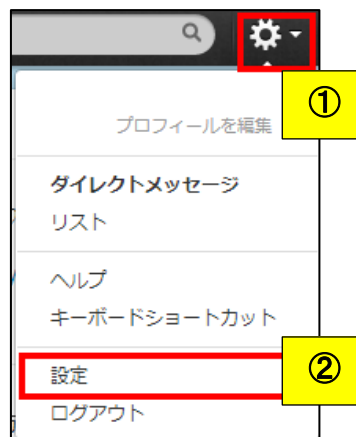 ①
プロフィールを編集
ダイレクトメッセージ
リスト
ヘルプ
キーボードショートカット
②
設定
ログアウト